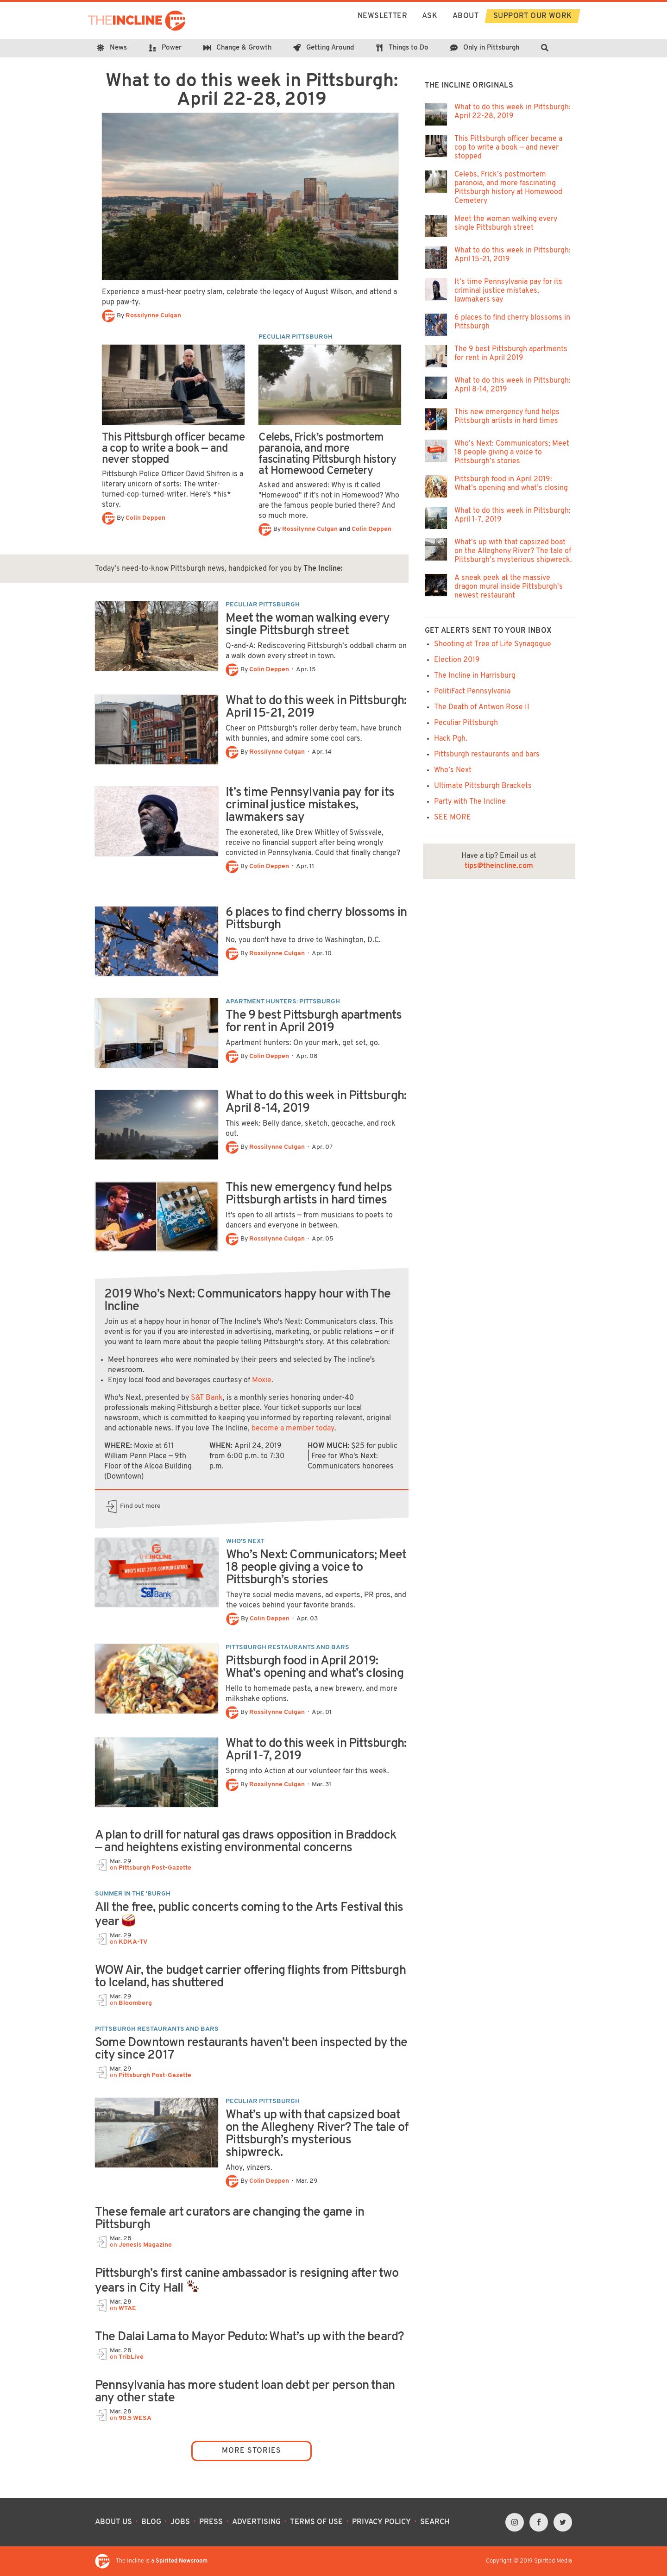 THE INCLINE
NEWSLETTER
ASK
ABOUT
SUPPORT OUR WORK
News
Power
Change & Growth
Getting Around
Things to Do
Only in Pittsburgh
What to do this week in Pittsburgh:
April 22-28, 2019
Experience a must-hear poetry slam, celebrate the legacy of August Wilson, and attend a
pup paw-ty.
By Rossilynne Culgan
This Pittsburgh officer became
a cop to write a book — and
never stopped
Pittsburgh Police Officer David Shifren is a
literary unicorn of sorts: The writer-
turned-cop-turned-writer. Here's *his*
story.
By Colin Deppen
PECULIAR PITTSBURGH
Celeb​s, Frick’s postmortem
paranoia, and more
fascinating Pittsburgh history
at Homewood Cemetery
Asked and answered: Why is it called
"Homewood" if it's not in Homewood? Who
are the famous people buried there? And
so much more.
By Rossilynne Culgan and Colin Deppen
Today's need-to-know Pittsburgh news, handpicked for you by The Incline:
PECULIAR PITTSBURGH
Meet the woman walking every
single Pittsburgh street
Q-and-A: Rediscovering Pittsburgh's oddball charm on
a walk down every street in town.
By Colin Deppen · Apr. 15
What to do this week in Pittsburgh:
April 15-21, 2019
Cheer on Pittsburgh's roller derby team, have brunch
with bunnies, and admire some cool cars.
By Rossilynne Culgan · Apr. 14
It’s time Pennsylvania pay for its
criminal justice mistakes,
lawmakers say
The exonerated, like Drew Whitley of Swissvale,
receive no financial support after being wrongly
convicted in Pennsylvania. Could that finally change?
By Colin Deppen · Apr. 11
6 places to find cherry blossoms in
Pittsburgh
No, you don't have to drive to Washington, D.C.
By Rossilynne Culgan · Apr. 10
APARTMENT HUNTERS: PITTSBURGH
The 9 best Pittsburgh apartments
for rent in April 2019
Apartment hunters: On your mark, get set, go.
By Colin Deppen · Apr. 08
What to do this week in Pittsburgh:
April 8-14, 2019
This week: Belly dance, sketch, geocache, and rock
out.
By Rossilynne Culgan · Apr. 07
This new emergency fund helps
Pittsburgh artists in hard times
It's open to all artists — from musicians to poets to
dancers and everyone in between.
By Rossilynne Culgan · Apr. 05
2019 Who’s Next: Communicators happy hour with The
Incline
Join us at a happy hour in honor of The Incline's Who's Next: Communicators class. This
event is for you if you are interested in advertising, marketing, or public relations — or if
you want to learn more about the people telling Pittsburgh's story. At this celebration:
• Meet honorees who were nominated by their peers and selected by The Incline's
newsroom.
• Enjoy local food and beverages courtesy of Moxie.
Who's Next, presented by S&T Bank, is a monthly series honoring under-40
professionals making Pittsburgh a better place. Your ticket supports our local
newsroom, which is committed to keeping you informed by reporting relevant, original
and actionable news. If you love The Incline, become a member today.
WHERE: Moxie at 611
William Penn Place — 9th
Floor of the Alcoa Building
(Downtown)
WHEN: April 24, 2019
from 6:00 p.m. to 7:30
p.m.
HOW MUCH: $25 for public
| Free for Who's Next:
Communicators honorees
Find out more
THE INCLINE
WHO'S NEXT 2019: COMMUNICATORS
S&T Bank
WHO'S NEXT
Who’s Next: Communicators; Meet
18 people giving a voice to
Pittsburgh’s stories
They're social media mavens, ad experts, PR pros, and
the voices behind your favorite brands.
By Colin Deppen · Apr. 03
PITTSBURGH RESTAURANTS AND BARS
Pittsburgh food in April 2019:
What’s opening and what’s closing
Hello to homemade pasta, a new brewery, and more
milkshake options.
By Rossilynne Culgan · Apr. 01
What to do this week in Pittsburgh:
April 1-7, 2019
Spring into Action at our volunteer fair this week.
By Rossilynne Culgan · Mar. 31
A plan to drill for natural gas draws opposition in Braddock
— and heightens existing environmental concerns
Mar. 29
on Pittsburgh Post-Gazette
SUMMER IN THE 'BURGH
All the free, public concerts coming to the Arts Festival this
year 🥁
Mar. 29
on KDKA-TV
WOW Air, the budget carrier offering flights from Pittsburgh
to Iceland, has shuttered
Mar. 29
on Bloomberg
PITTSBURGH RESTAURANTS AND BARS
Some Downtown restaurants haven’t been inspected by the
city since 2017
Mar. 29
on Pittsburgh Post-Gazette
PECULIAR PITTSBURGH
What’s up with that capsized boat
on the Allegheny River? The tale of
Pittsburgh’s mysterious
shipwreck.
Ahoy, yinzers.
By Colin Deppen · Mar. 29
These female art curators are changing the game in
Pittsburgh
Mar. 28
on Jenesis Magazine
Pittsburgh’s first canine ambassador is resigning after two
years in City Hall 🐾
Mar. 28
on WTAE
The Dalai Lama to Mayor Peduto: What’s up with the beard?
Mar. 28
on TribLive
Pennsylvania has more student loan debt per person than
any other state
Mar. 28
on 90.5 WESA
MORE STORIES
THE INCLINE ORIGINALS
What to do this week in Pittsburgh:
April 22-28, 2019
This Pittsburgh officer became a
cop to write a book — and never
stopped
Celebs, Frick’s postmortem
paranoia, and more fascinating
Pittsburgh history at Homewood
Cemetery
Meet the woman walking every
single Pittsburgh street
What to do this week in Pittsburgh:
April 15-21, 2019
It’s time Pennsylvania pay for its
criminal justice mistakes,
lawmakers say
6 places to find cherry blossoms in
Pittsburgh
The 9 best Pittsburgh apartments
for rent in April 2019
What to do this week in Pittsburgh:
April 8-14, 2019
This new emergency fund helps
Pittsburgh artists in hard times
Who’s Next: Communicators; Meet
18 people giving a voice to
Pittsburgh’s stories
Pittsburgh food in April 2019:
What’s opening and what’s closing
What to do this week in Pittsburgh:
April 1-7, 2019
What’s up with that capsized boat
on the Allegheny River? The tale of
Pittsburgh’s mysterious shipwreck.
A sneak peek at the massive
dragon mural inside Pittsburgh’s
newest restaurant
GET ALERTS SENT TO YOUR INBOX
• Shooting at Tree of Life Synagogue
• Election 2019
• The Incline in Harrisburg
• PolitiFact Pennsylvania
• The Death of Antwon Rose II
• Peculiar Pittsburgh
• Hack Pgh.
• Pittsburgh restaurants and bars
• Who's Next
• Ultimate Pittsburgh Brackets
• Party with The Incline
• SEE MORE
Have a tip? Email us at
tips@theincline.com
ABOUT US · BLOG · JOBS · PRESS · ADVERTISING · TERMS OF USE · PRIVACY POLICY · SEARCH
The Incline is a Spirited Newsroom
Copyright © 2019 Spirited Media